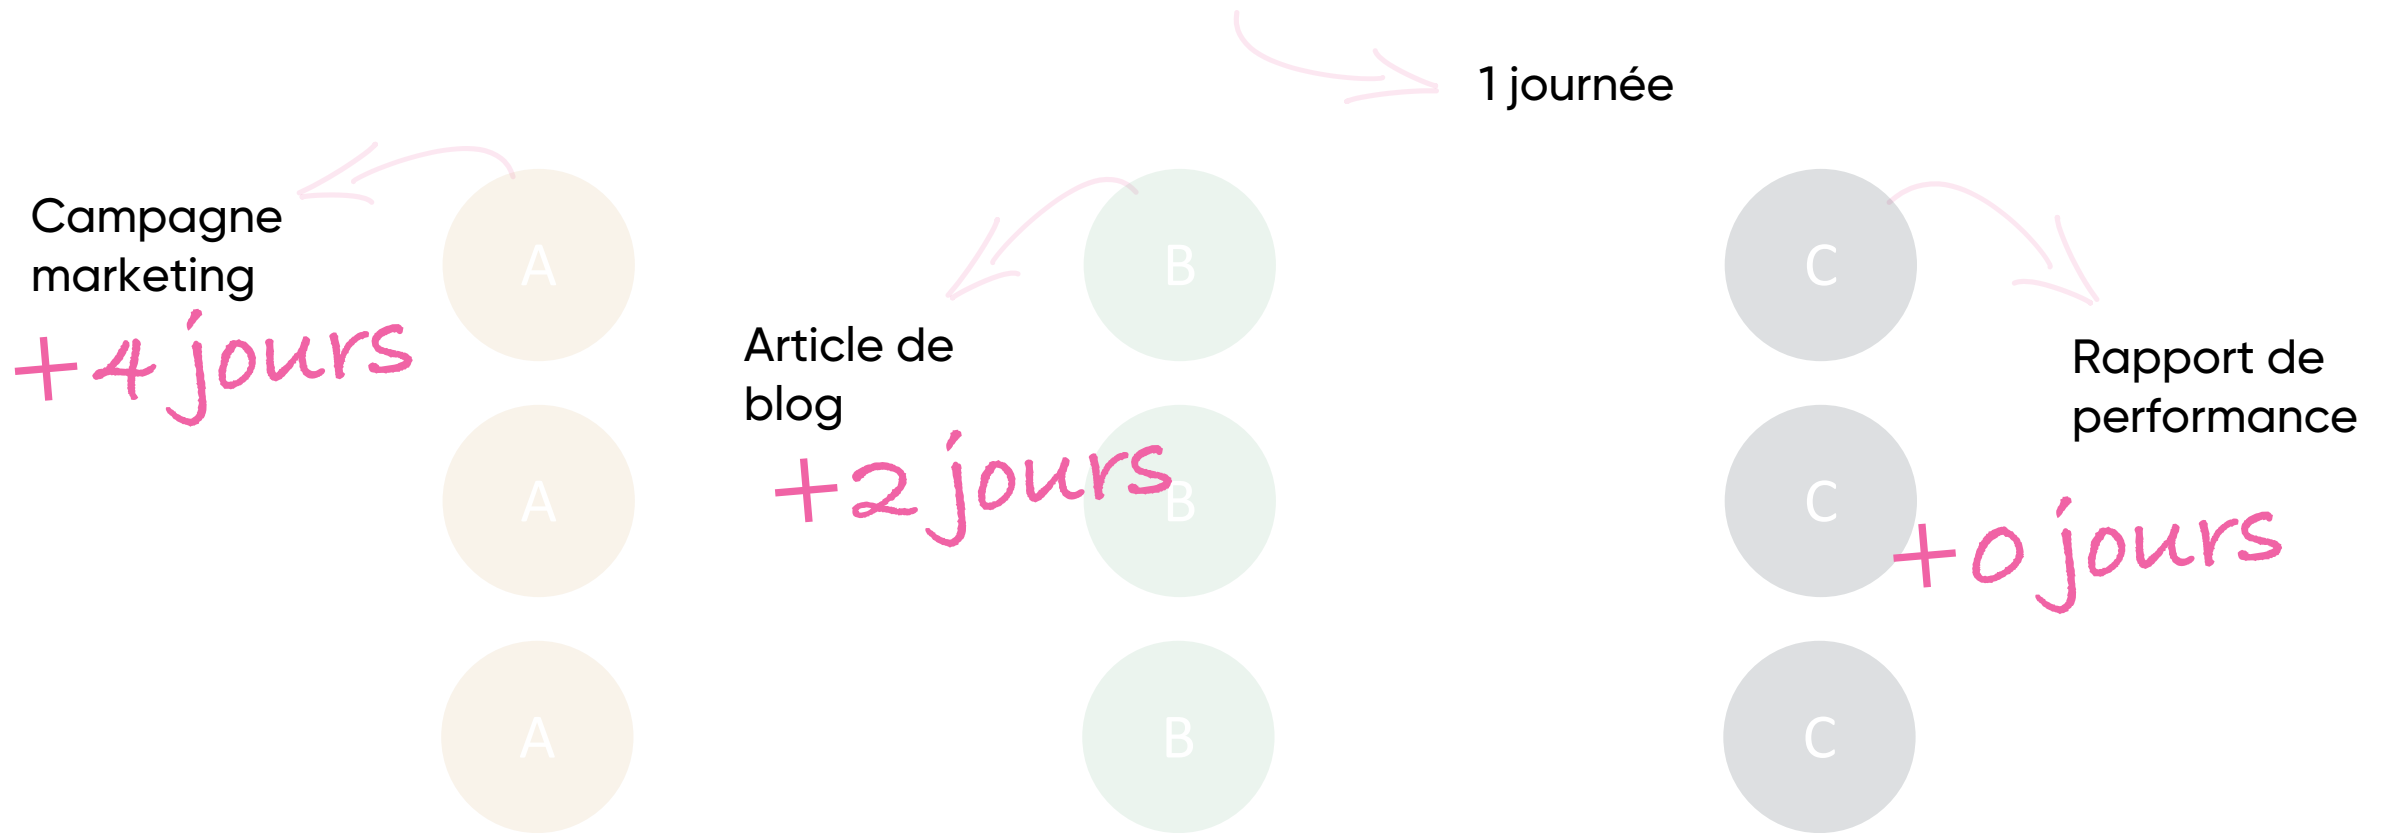 1 journée
Campagne
marketing
+4 jours
A
Article de
blog
+2 jours
B
C
Rapport de
performance
+0 jours
A
B
C
A
B
C